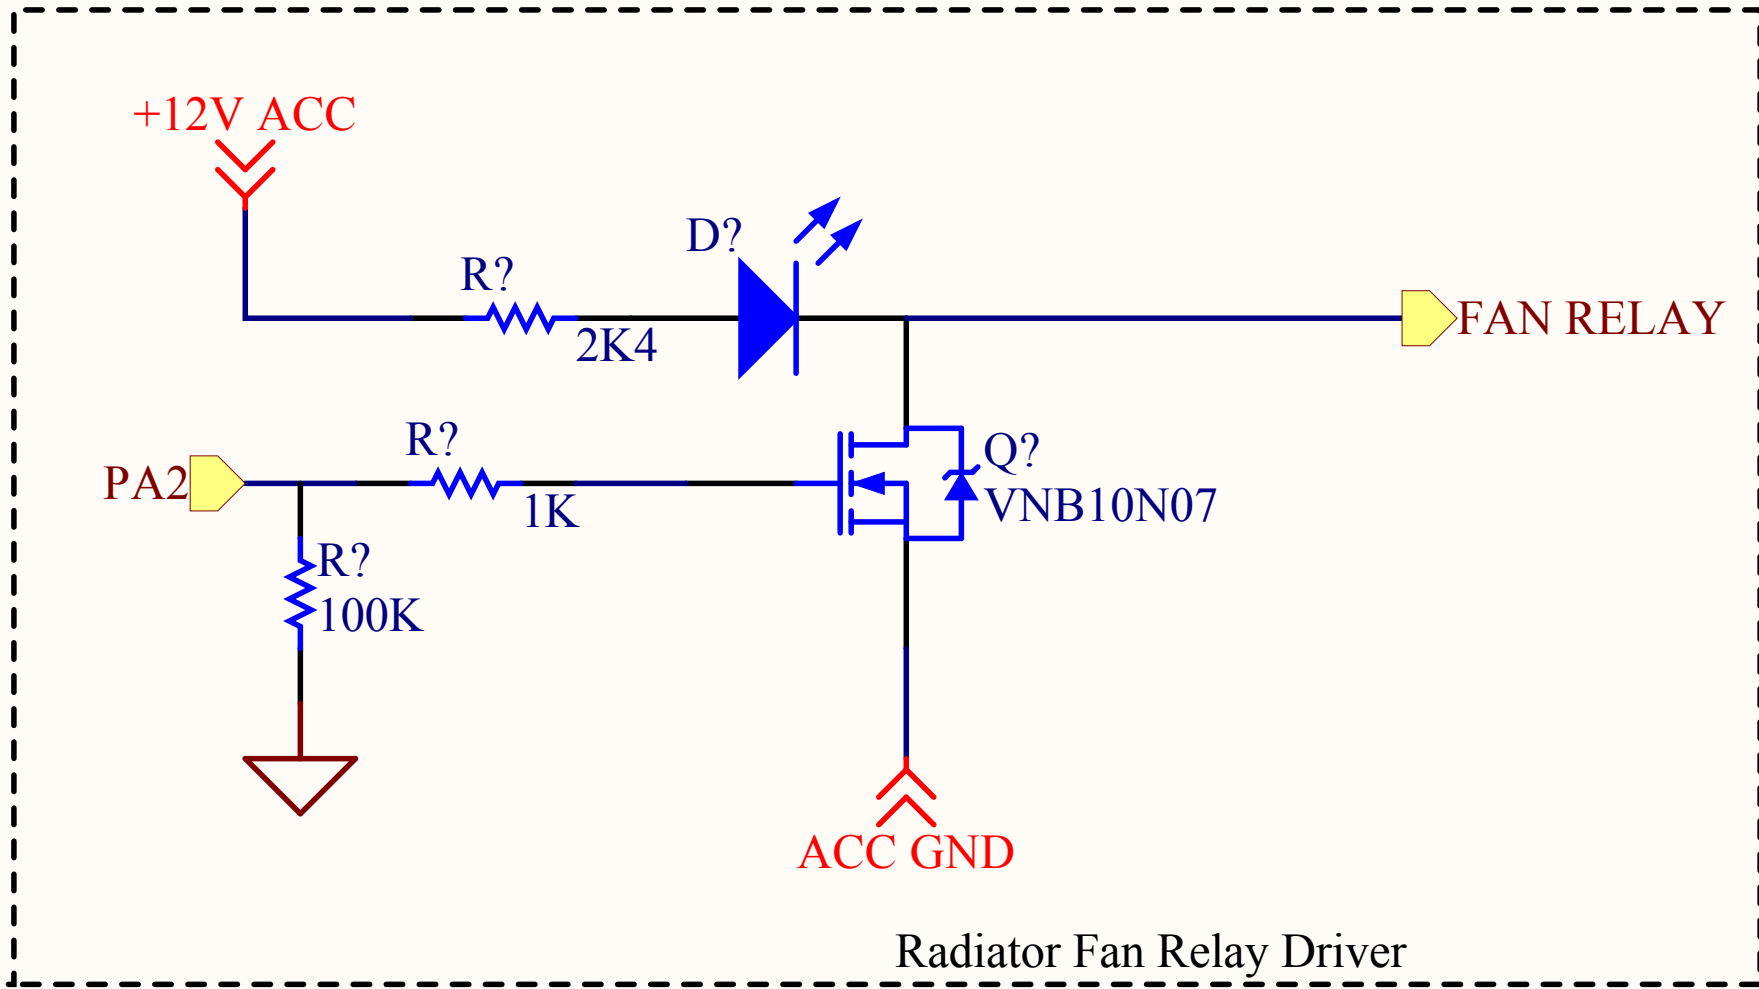 +12V ACC
D?
R?
2K4
FAN RELAY
R?
1K
PA2
Q?
VNB10N07
R?
100K
ACC GND
Radiator Fan Relay Driver